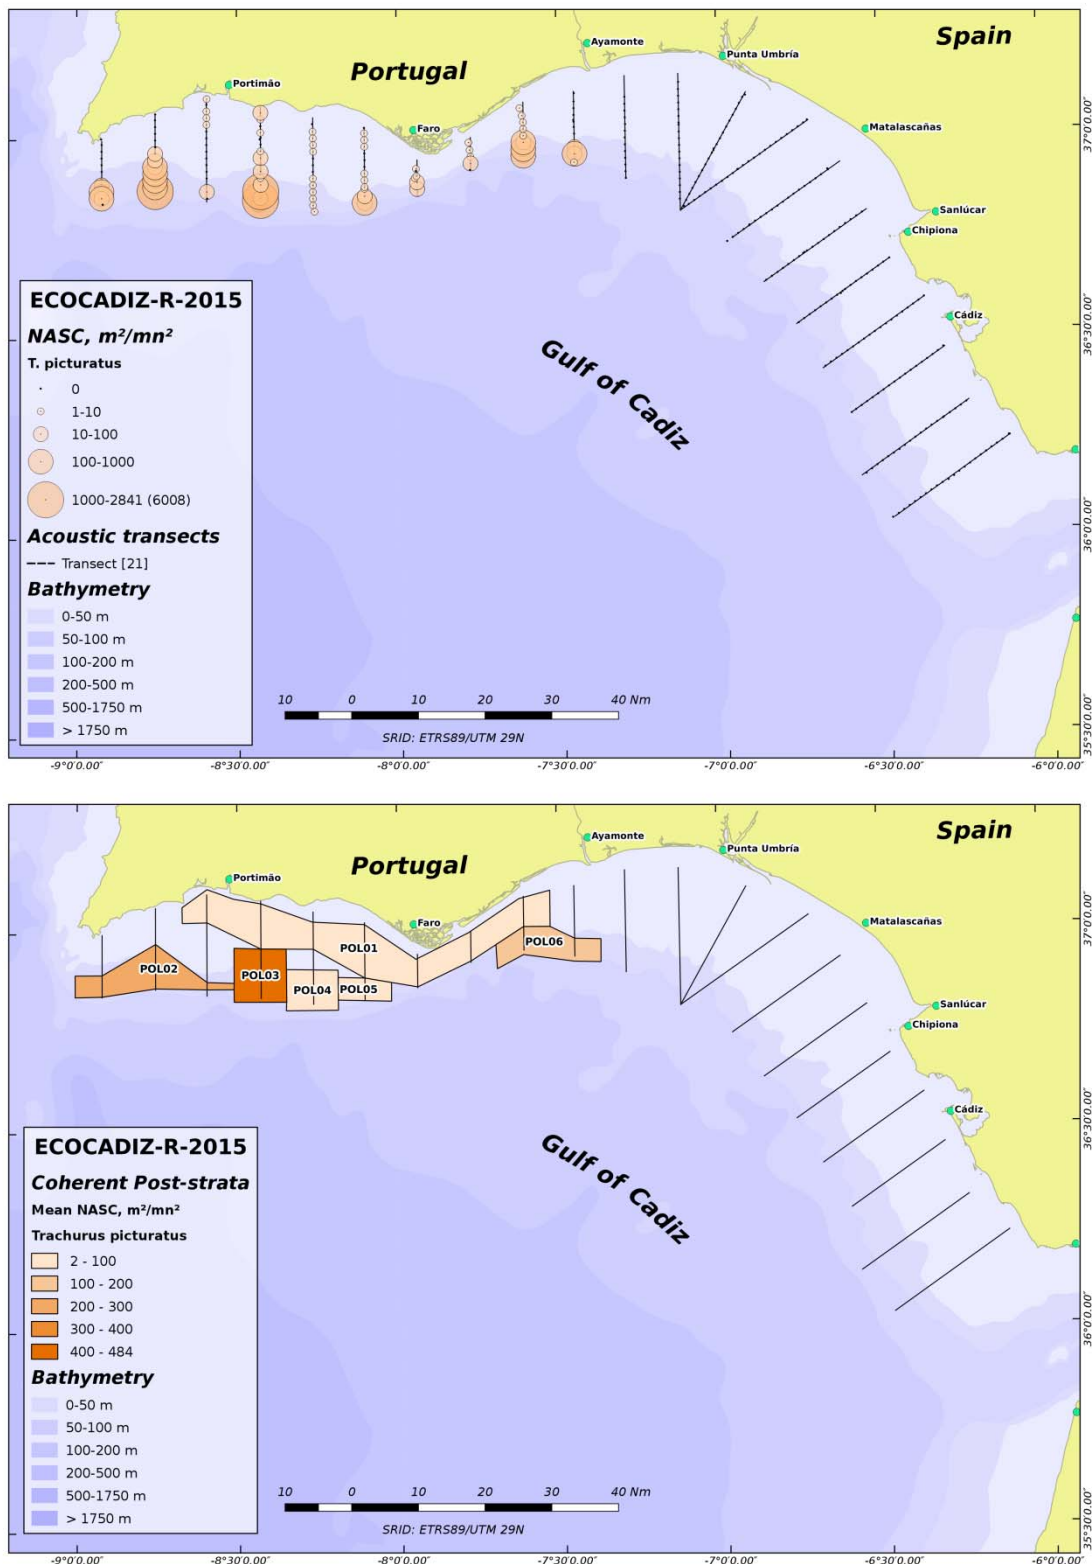 Portugal
Spain
Ayamonte
Punta Umbría
Portimão
Faro
Matalascañas
Sanlúcar
Chipiona
Cádiz
Gulf of Cadiz
ECOCADIZ-R-2015
NASC, m²/mn²
T. picturatus
0
1-10
10-100
100-1000
1000-2841 (6008)
Acoustic transects
Transect [21]
Bathymetry
0-50 m
50-100 m
100-200 m
200-500 m
500-1750 m
> 1750 m
10 0 10 20 30 40 Nm
SRID: ETRS89/UTM 29N
37°0'0.00"
36°30'0.00"
36°0'0.00"
35°30'0.00"
-9°0'0.00" -8°30'0.00" -8°0'0.00" -7°30'0.00" -7°0'0.00" -6°30'0.00" -6°0'0.00"
Portugal
Spain
Ayamonte
Punta Umbría
Portimão
Faro
Matalascañas
Sanlúcar
Chipiona
Cádiz
POL01
POL02
POL03
POL04
POL05
POL06
Gulf of Cadiz
ECOCADIZ-R-2015
Coherent Post-strata
Mean NASC, m²/mn²
Trachurus picturatus
2 - 100
100 - 200
200 - 300
300 - 400
400 - 484
Bathymetry
0-50 m
50-100 m
100-200 m
200-500 m
500-1750 m
> 1750 m
10 0 10 20 30 40 Nm
SRID: ETRS89/UTM 29N
37°0'0.00"
36°30'0.00"
36°0'0.00"
35°30'0.00"
-9°0'0.00" -8°30'0.00" -8°0'0.00" -7°30'0.00" -7°0'0.00" -6°30'0.00" -6°0'0.00"